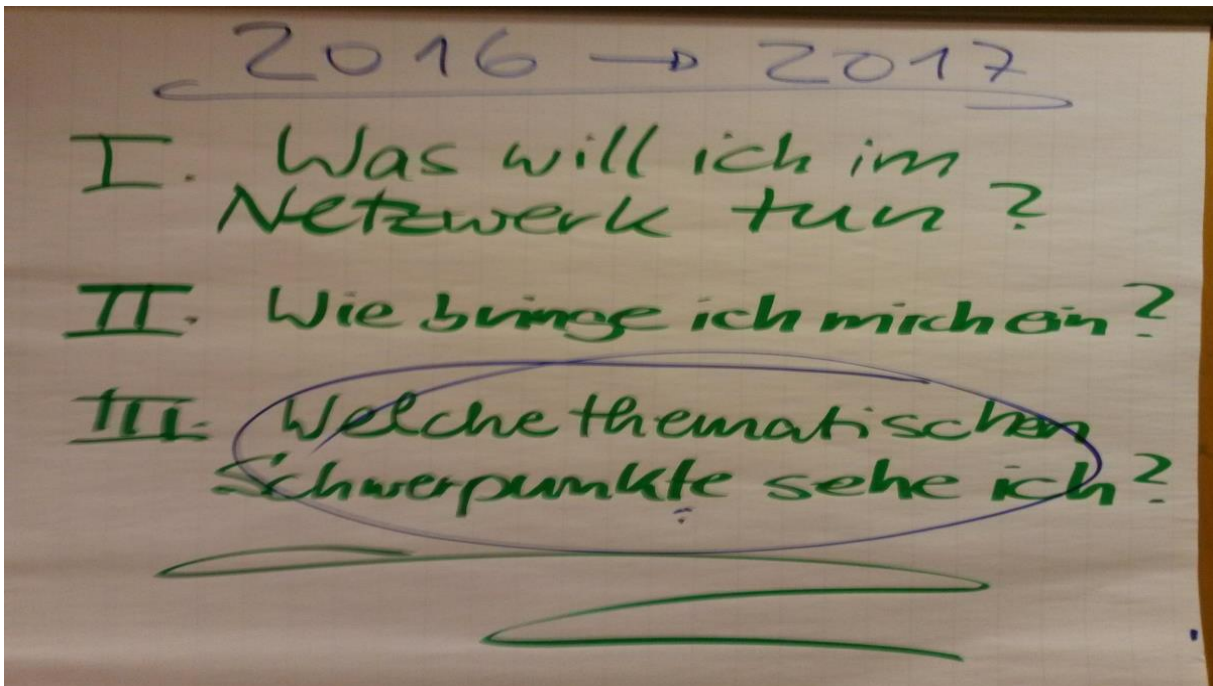 2016 → 2017
I. Was will ich im
Netzwerk tun?
II. Wie bringe ich mich ein?
III. Welche thematischen
Schwerpunkte sehe ich?